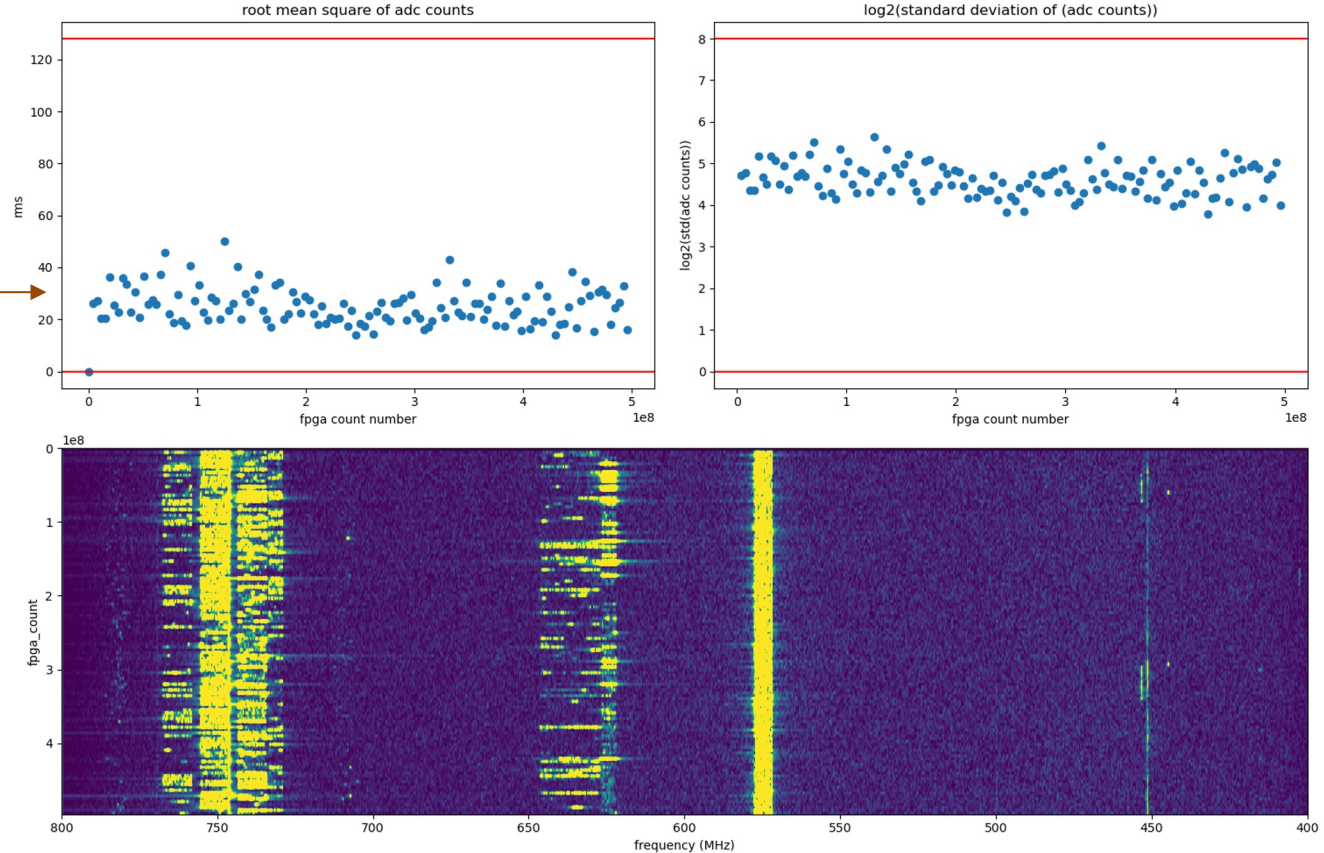 root mean square of adc counts
120
100
80
60
40
20
0
rms
0 1 2 3 4 5
1e8
fpga count number
log2(standard deviation of (adc counts))
8
7
6
5
4
3
2
1
0
log2(std(adc counts))
0 1 2 3 4 5
1e8
fpga count number
1e8
0
1
2
3
4
fpga_count
800 750 700 650 600 550 500 450 400
frequency (MHz)